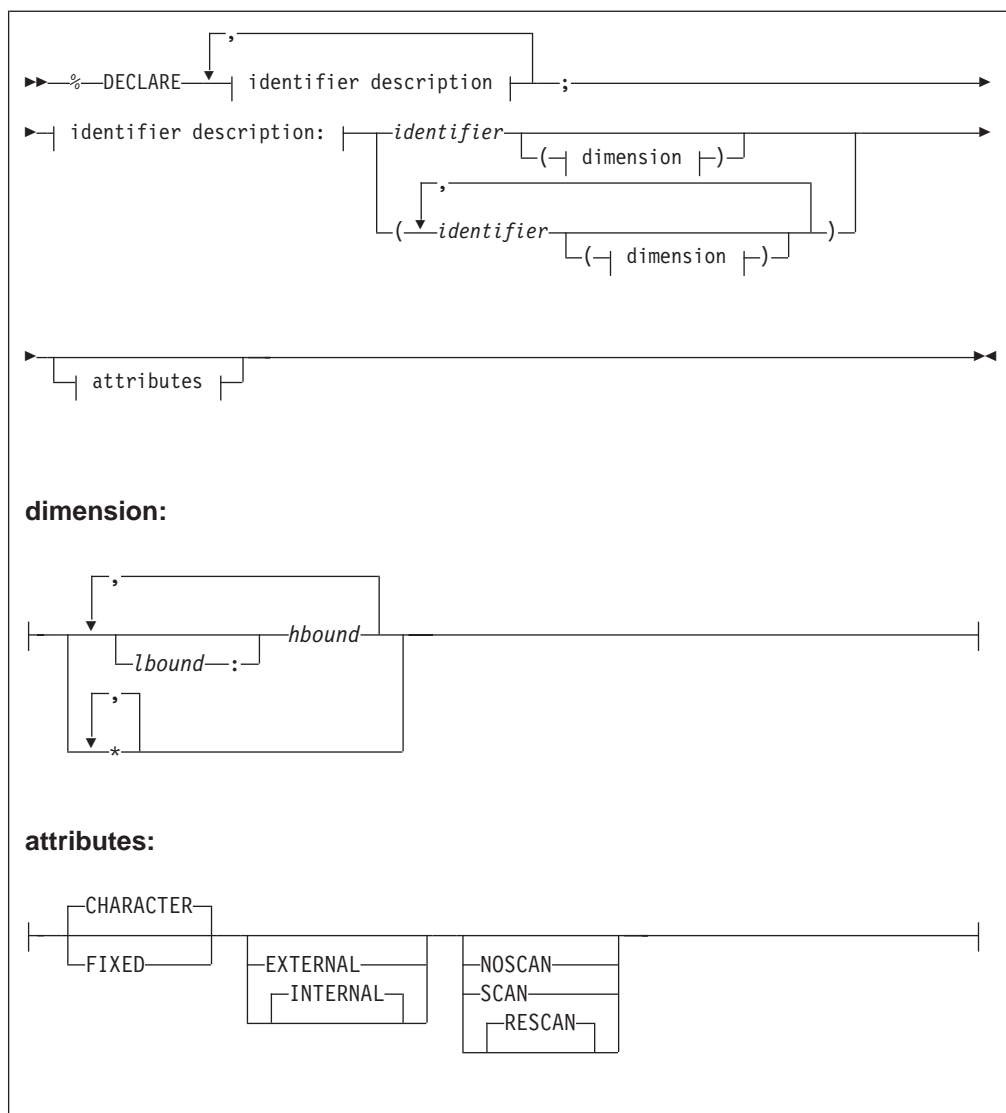 ,
% DECLARE identifier description ;
identifier description: identifier ( dimension )
,
( identifier ( dimension ) )
attributes
dimension:
,
lbound : hbound
,
*
attributes:
CHARACTER
FIXED
EXTERNAL
INTERNAL
NOSCAN
SCAN
RESCAN